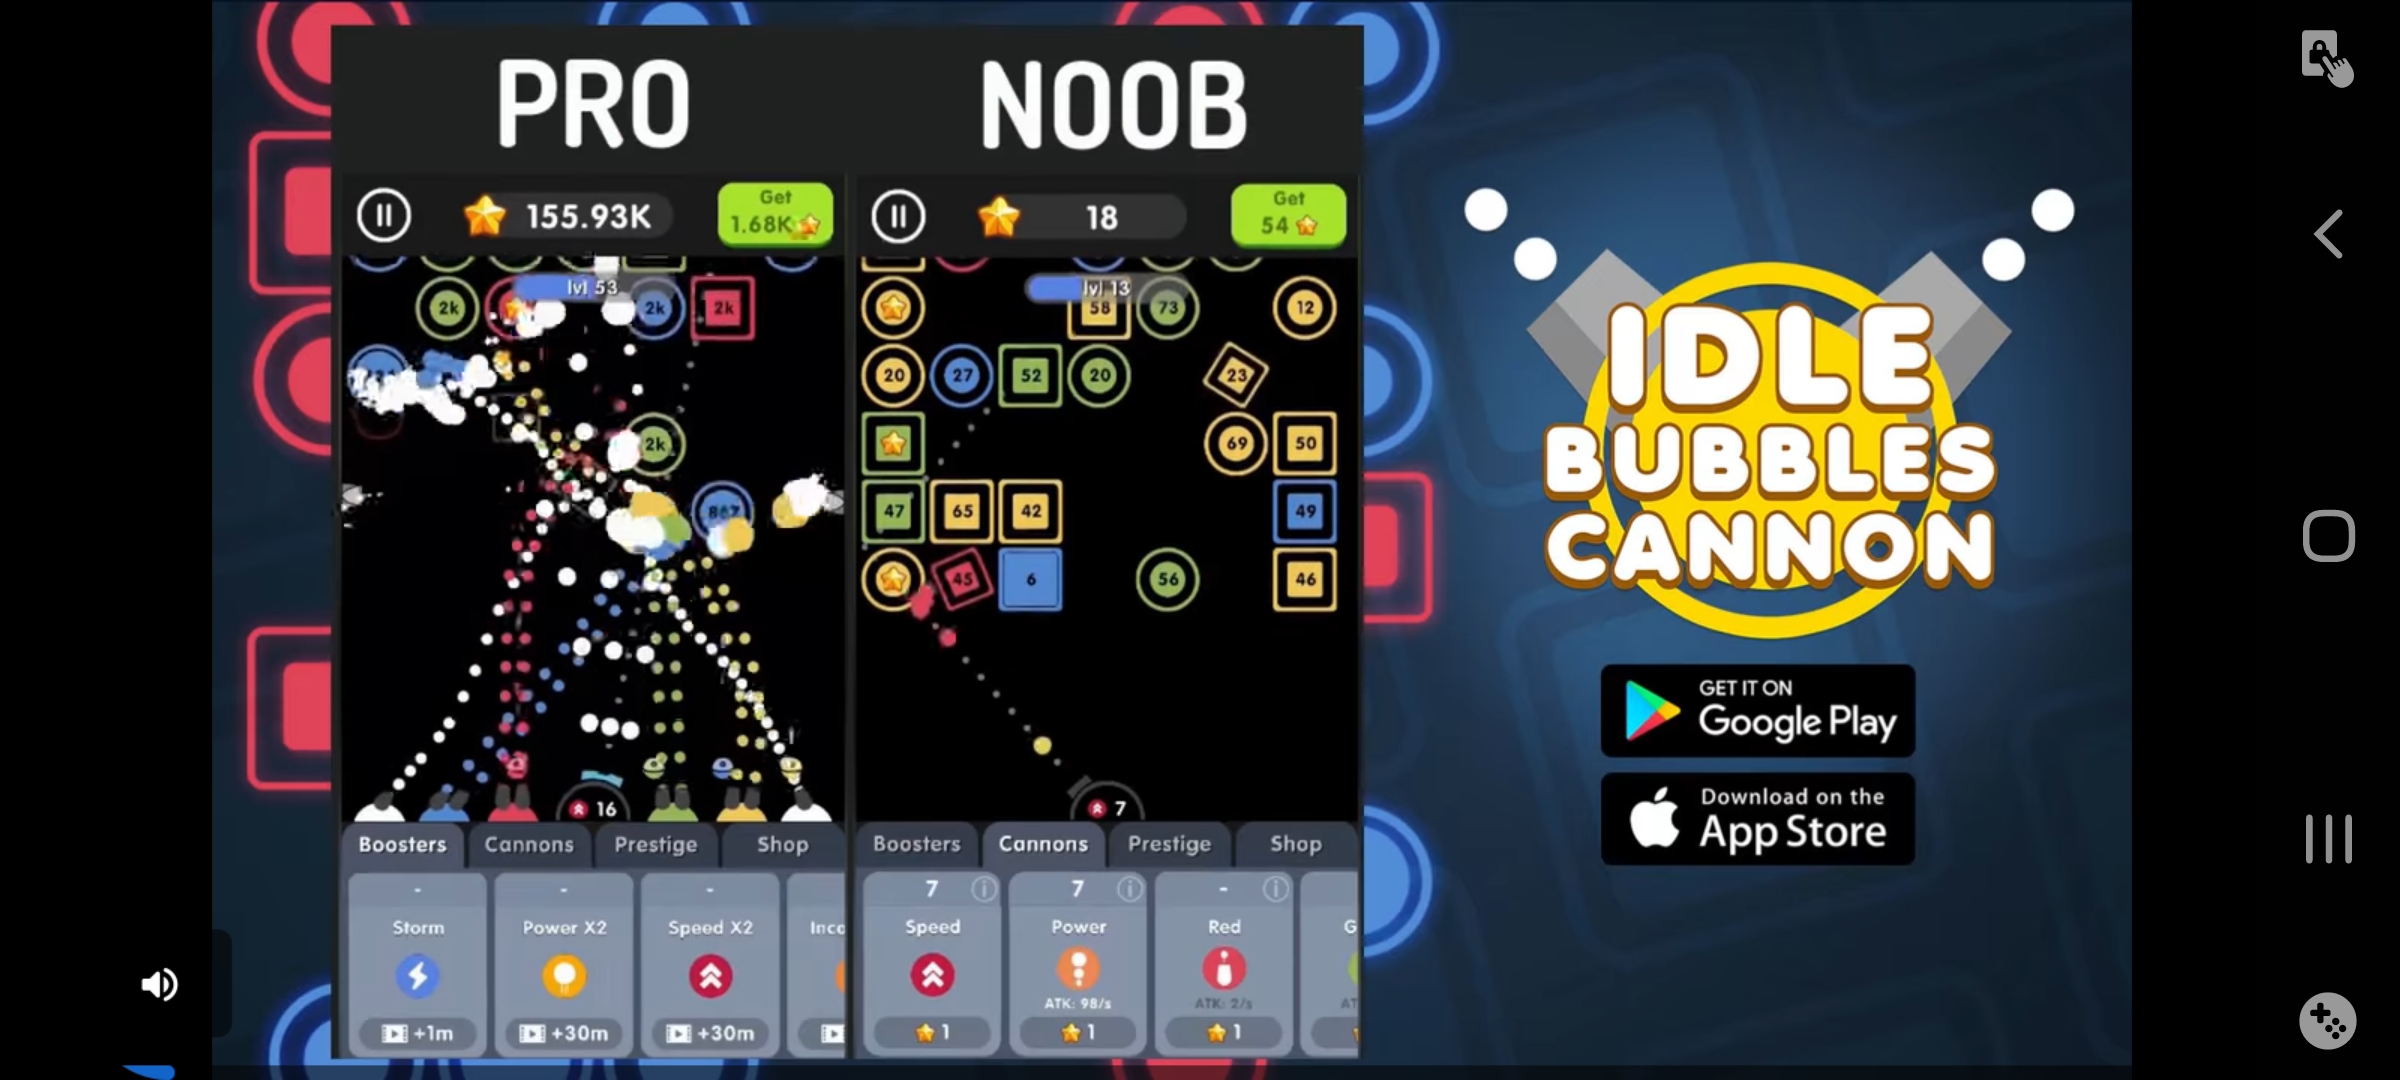 PRO
NOOB
155.93K
Get
1.68K
18
Get
54
lvl 53
2k
2k
2k
2k
867
16
lvl 13
58
73
12
20
27
52
20
23
69
50
47
65
42
49
45
6
56
46
7
Boosters
Cannons
Prestige
Shop
Boosters
Cannons
Prestige
Shop
-
-
-
7
7
-
Storm
Power X2
Speed X2
Speed
Power
Red
ATK: 98/s
ATK: 2/s
+1m
+30m
+30m
1
1
1
IDLE
BUBBLES
CANNON
GET IT ON
Google Play
Download on the
App Store